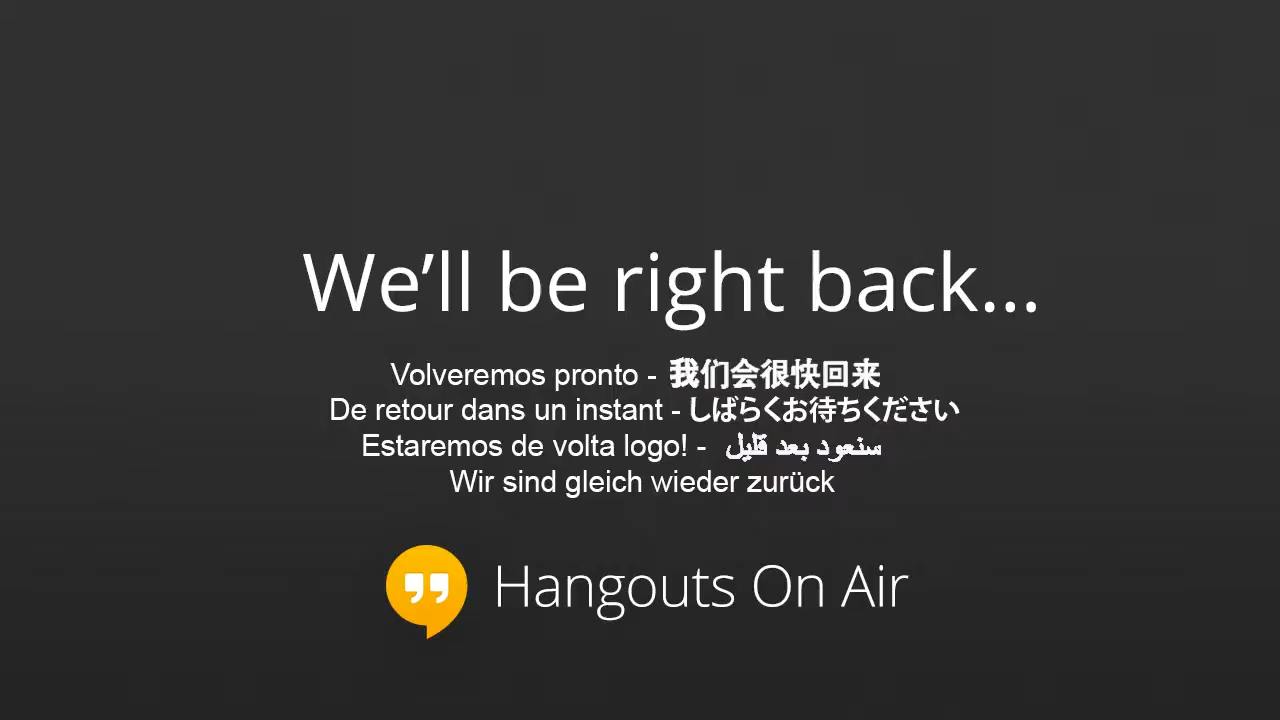 We’ll be right back...
Volveremos pronto - 我们会很快回来
De retour dans un instant - しばらくお待ちください
Estaremos de volta logo! - سنعود بعد قليل
Wir sind gleich wieder zurück
Hangouts On Air